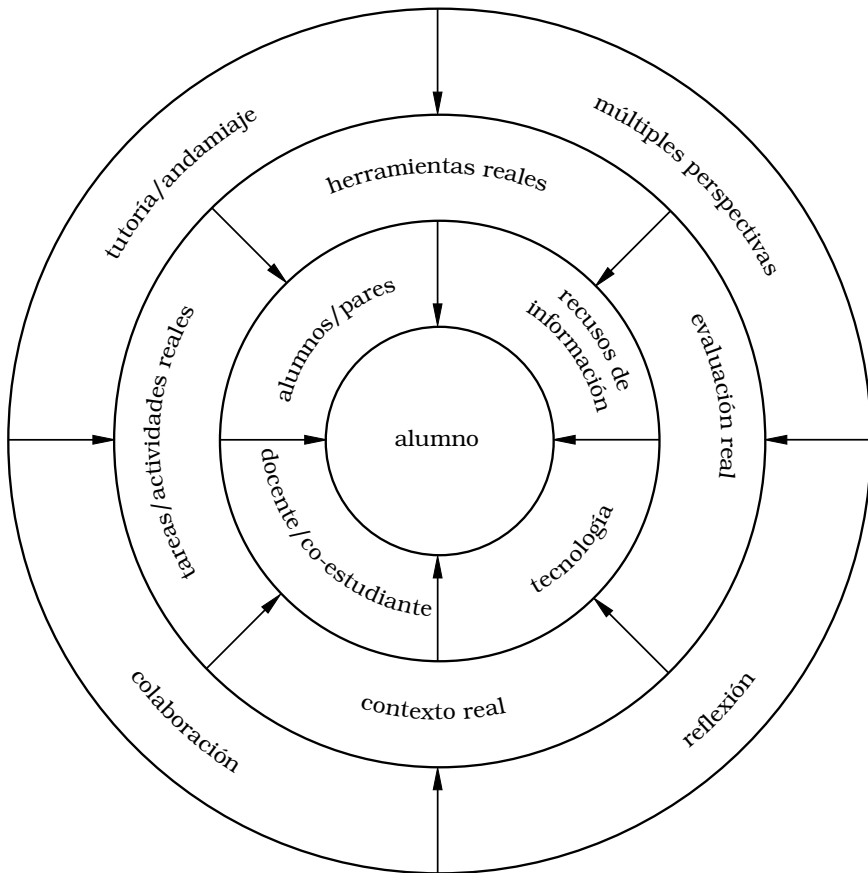 tutoría/andamiaje
múltiples perspectivas
herramientas reales
alumnos/pares
recusos de
información
tareas/actividades reales
evaluación real
alumno
docente/co-estudiante
tecnología
colaboración
contexto real
reflexión